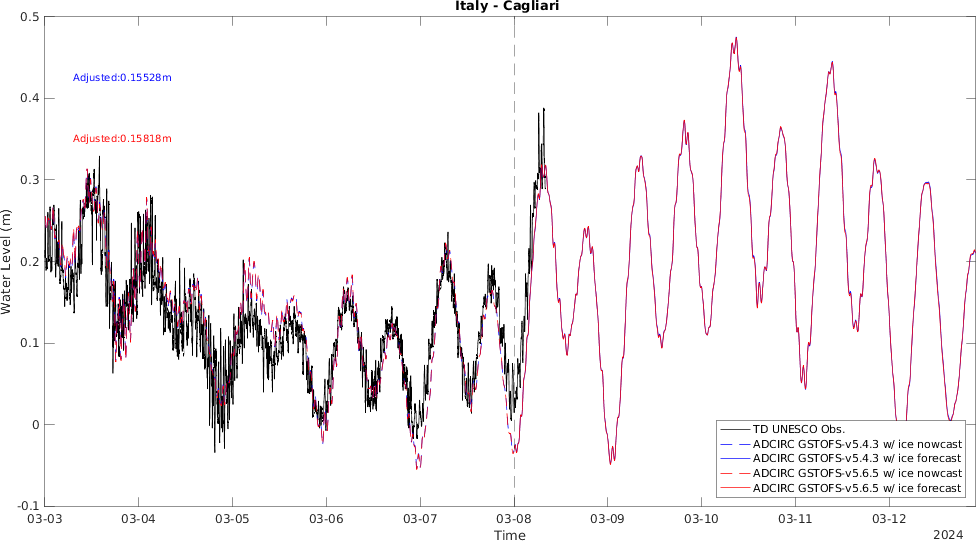 Italy - Cagliari
0.5
Adjusted:0.15528m
0.4
Adjusted:0.15818m
0.3
0.2
0.1
0
-0.1
Water Level (m)
TD UNESCO Obs.
ADCIRC GSTOFS-v5.4.3 w/ ice nowcast
ADCIRC GSTOFS-v5.4.3 w/ ice forecast
ADCIRC GSTOFS-v5.6.5 w/ ice nowcast
ADCIRC GSTOFS-v5.6.5 w/ ice forecast
03-03 03-04 03-05 03-06 03-07 03-08 03-09 03-10 03-11 03-12
Time
2024